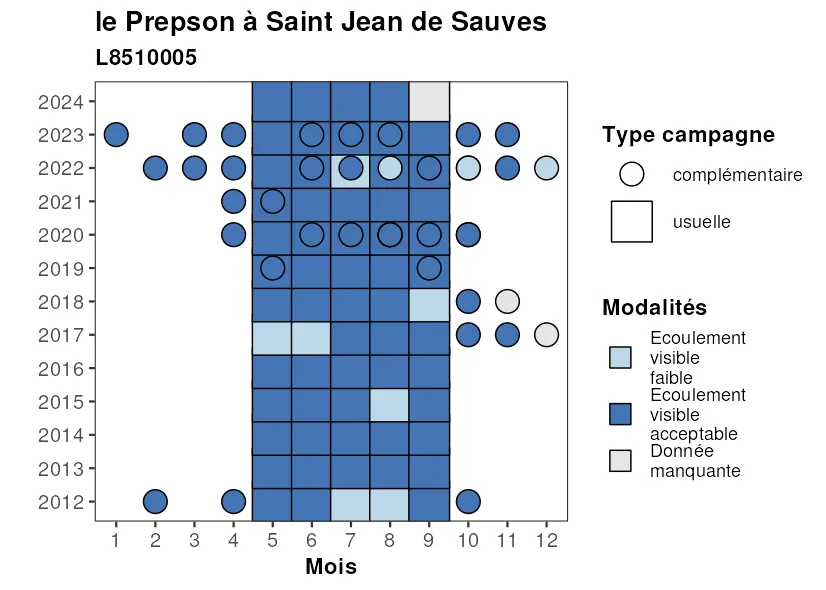 le Prepson à Saint Jean de Sauves
L8510005
2024
2023
2022
2021
2020
2019
2018
2017
2016
2015
2014
2013
2012
1 2 3 4 5 6 7 8 9 10 11 12
Mois
Type campagne
complémentaire
usuelle
Modalités
Ecoulement
visible
faible
Ecoulement
visible
acceptable
Donnée
manquante